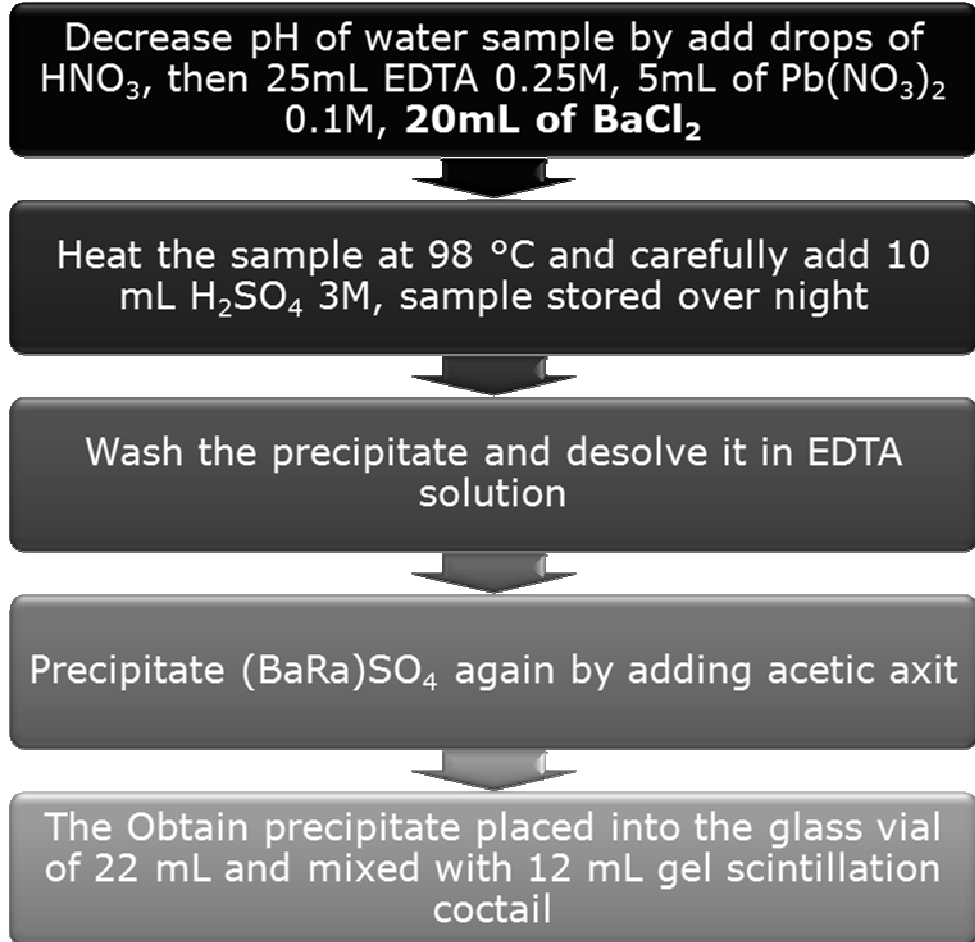 Decrease pH of water sample by add drops of
HNO₃, then 25mL EDTA 0.25M, 5mL of Pb(NO₃)₂
0.1M, 20mL of BaCl₂
Heat the sample at 98 °C and carefully add 10
mL H₂SO₄ 3M, sample stored over night
Wash the precipitate and desolve it in EDTA
solution
Precipitate (BaRa)SO₄ again by adding acetic axit
The Obtain precipitate placed into the glass vial
of 22 mL and mixed with 12 mL gel scintillation
coctail